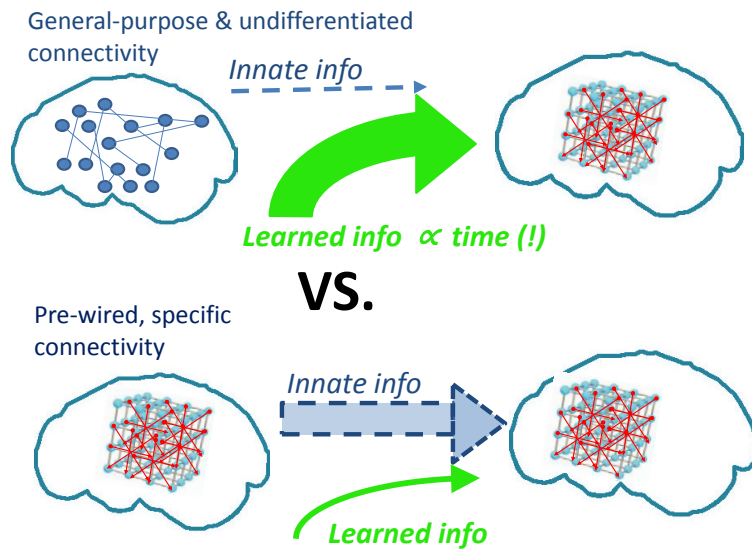 General-purpose & undifferentiated
connectivity
Innate info
Learned info ∝ time (!)
VS.
Pre-wired, specific
connectivity
Innate info
Learned info